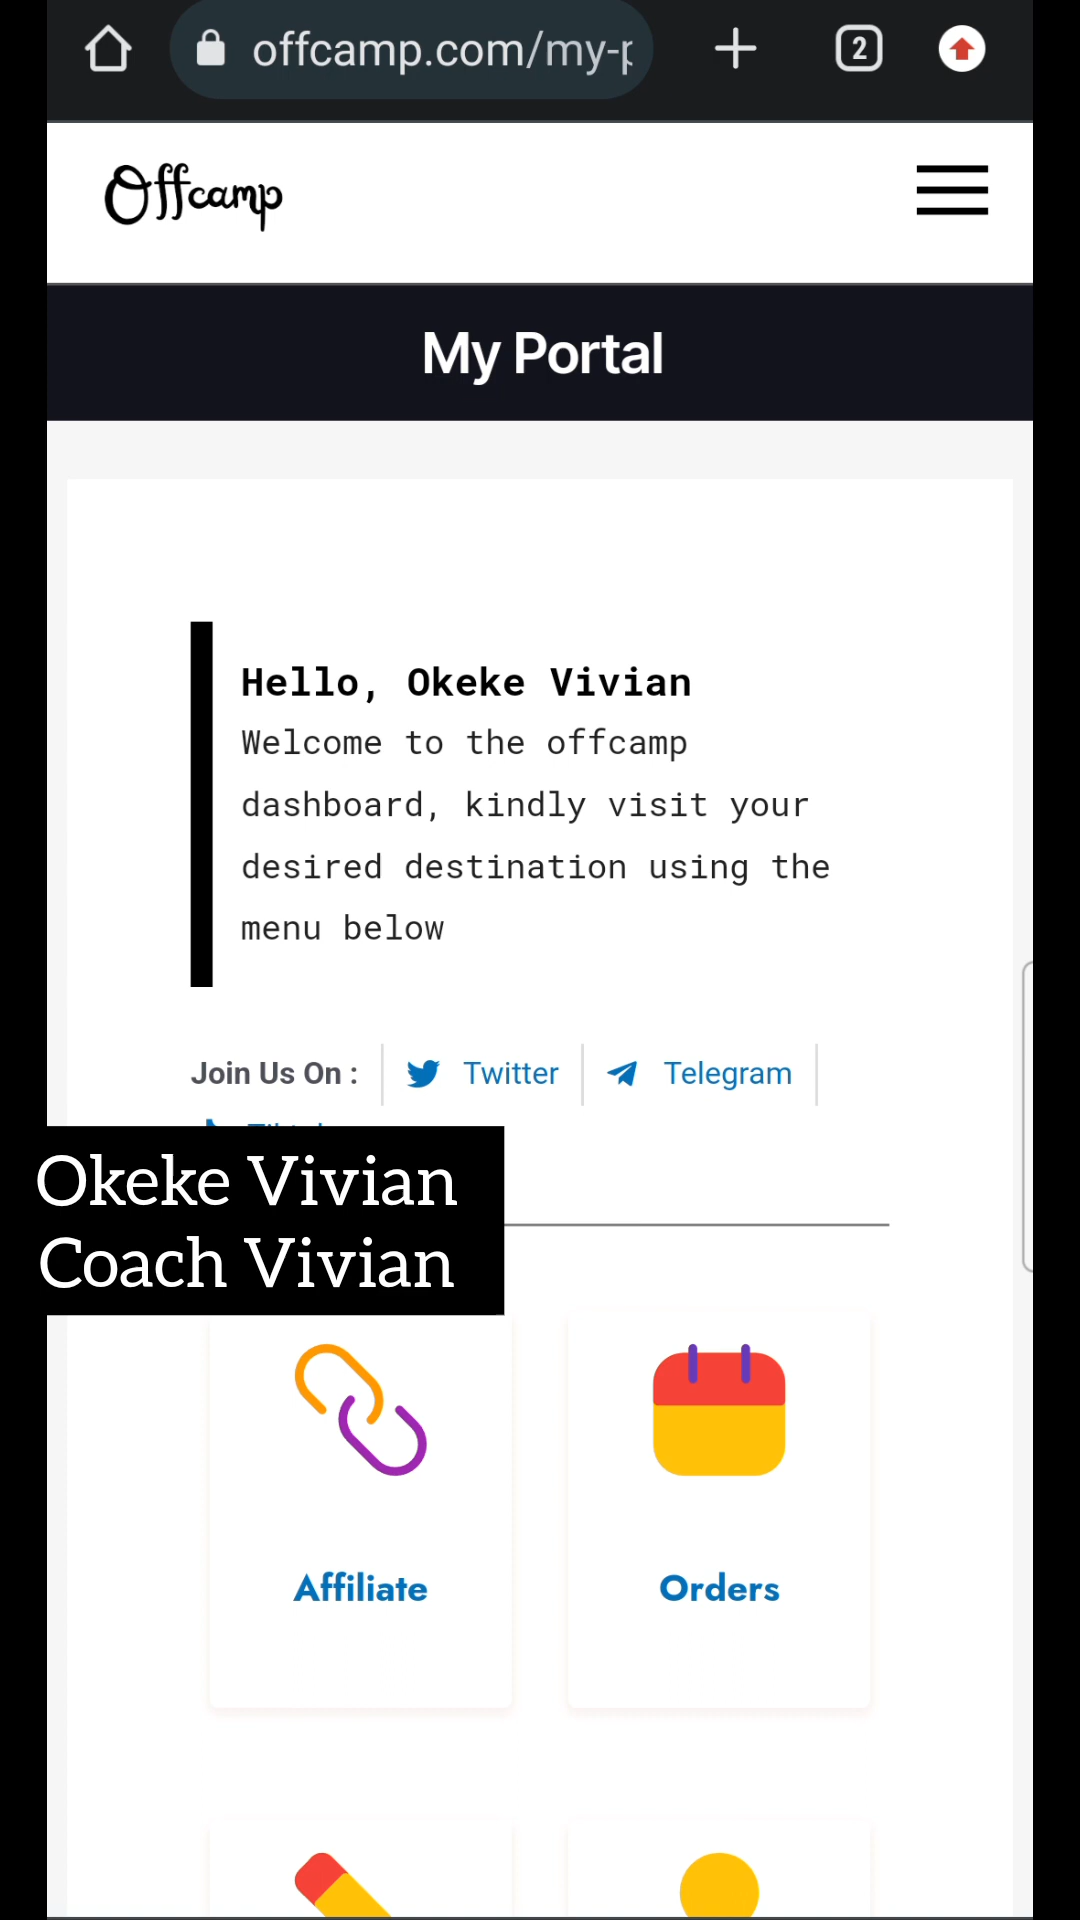 offcamp.com/my-p
2
Offcamp
My Portal
Hello, Okeke Vivian
Welcome to the offcamp
dashboard, kindly visit your
desired destination using the
menu below
Join Us On : Twitter Telegram
Okeke Vivian
Coach Vivian
Affiliate Orders